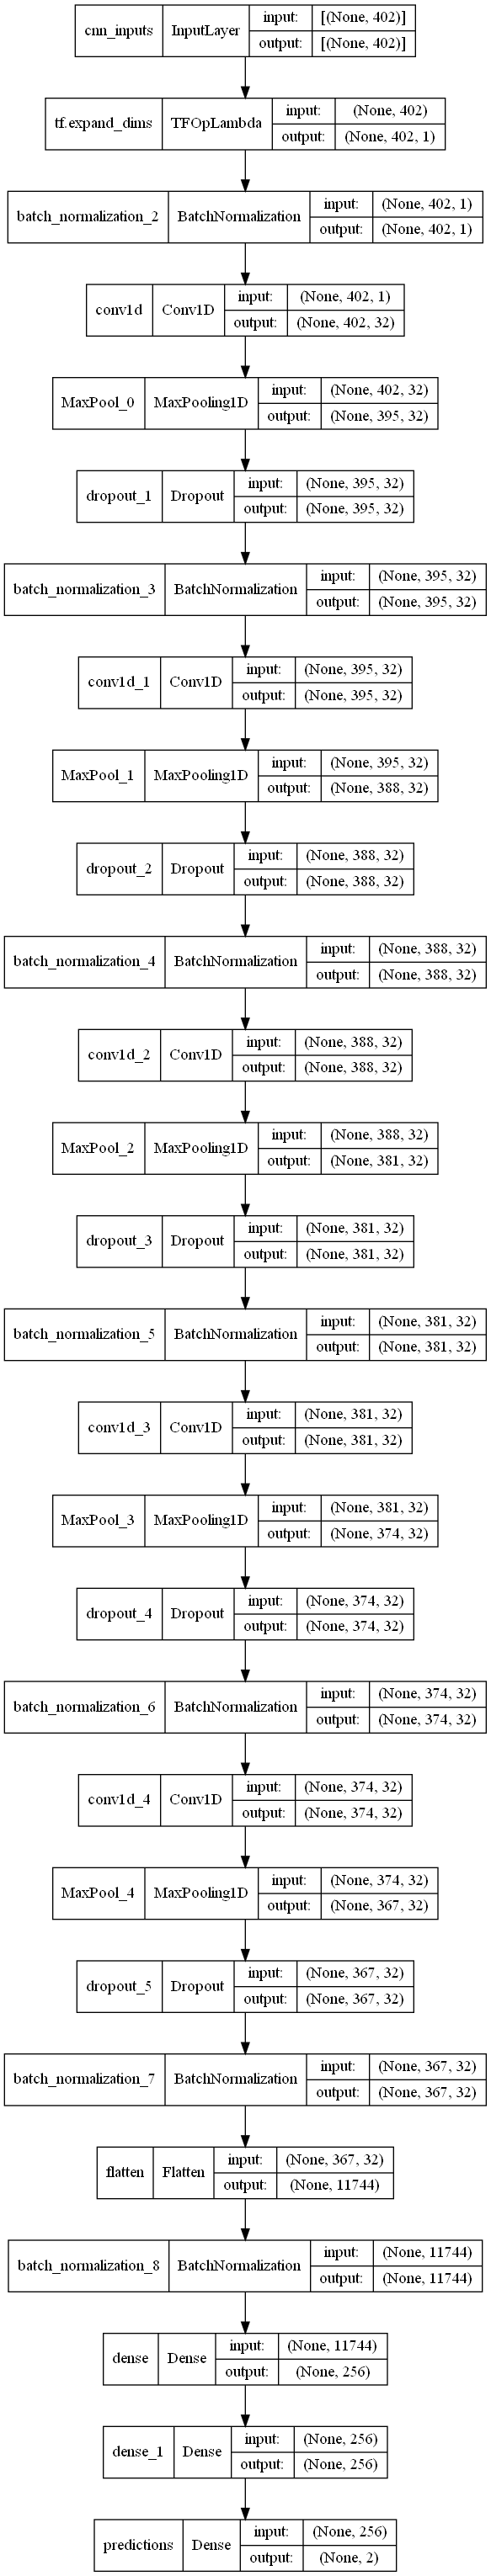 cnn_inputs InputLayer input: [(None, 402)]
output: [(None, 402)]
tf.expand_dims TFOpLambda input: (None, 402)
output: (None, 402, 1)
batch_normalization_2 BatchNormalization input: (None, 402, 1)
output: (None, 402, 1)
conv1d Conv1D input: (None, 402, 1)
output: (None, 402, 32)
MaxPool_0 MaxPooling1D input: (None, 402, 32)
output: (None, 395, 32)
dropout_1 Dropout input: (None, 395, 32)
output: (None, 395, 32)
batch_normalization_3 BatchNormalization input: (None, 395, 32)
output: (None, 395, 32)
conv1d_1 Conv1D input: (None, 395, 32)
output: (None, 395, 32)
MaxPool_1 MaxPooling1D input: (None, 395, 32)
output: (None, 388, 32)
dropout_2 Dropout input: (None, 388, 32)
output: (None, 388, 32)
batch_normalization_4 BatchNormalization input: (None, 388, 32)
output: (None, 388, 32)
conv1d_2 Conv1D input: (None, 388, 32)
output: (None, 388, 32)
MaxPool_2 MaxPooling1D input: (None, 388, 32)
output: (None, 381, 32)
dropout_3 Dropout input: (None, 381, 32)
output: (None, 381, 32)
batch_normalization_5 BatchNormalization input: (None, 381, 32)
output: (None, 381, 32)
conv1d_3 Conv1D input: (None, 381, 32)
output: (None, 381, 32)
MaxPool_3 MaxPooling1D input: (None, 381, 32)
output: (None, 374, 32)
dropout_4 Dropout input: (None, 374, 32)
output: (None, 374, 32)
batch_normalization_6 BatchNormalization input: (None, 374, 32)
output: (None, 374, 32)
conv1d_4 Conv1D input: (None, 374, 32)
output: (None, 374, 32)
MaxPool_4 MaxPooling1D input: (None, 374, 32)
output: (None, 367, 32)
dropout_5 Dropout input: (None, 367, 32)
output: (None, 367, 32)
batch_normalization_7 BatchNormalization input: (None, 367, 32)
output: (None, 367, 32)
flatten Flatten input: (None, 367, 32)
output: (None, 11744)
batch_normalization_8 BatchNormalization input: (None, 11744)
output: (None, 11744)
dense Dense input: (None, 11744)
output: (None, 256)
dense_1 Dense input: (None, 256)
output: (None, 256)
predictions Dense input: (None, 256)
output: (None, 2)